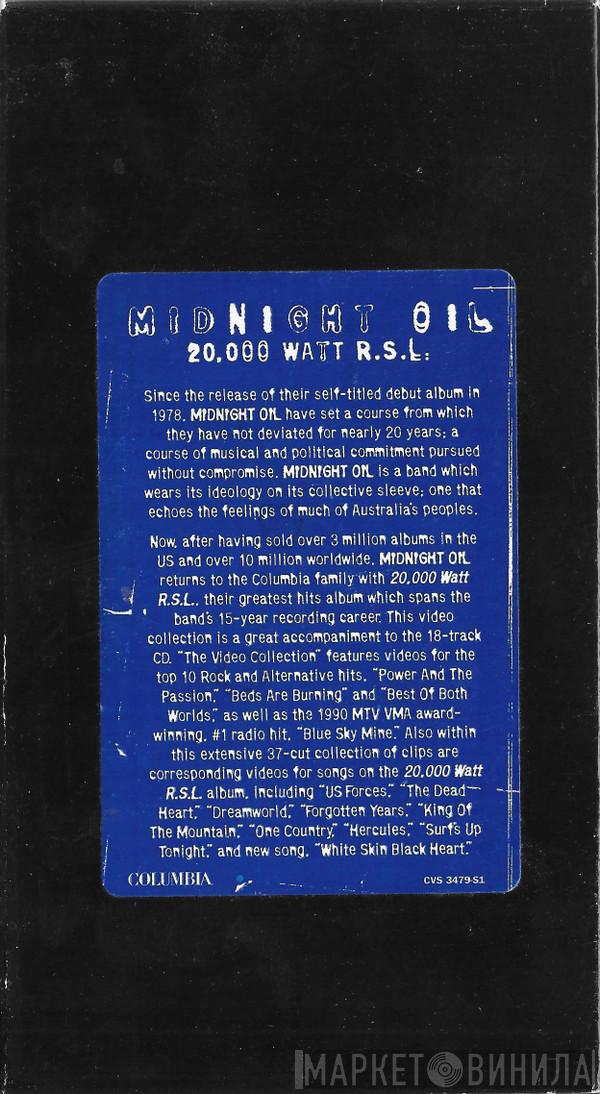 MIDNIGHT OIL
20,000 WATT R.S.L:
Since the release of their self-titled debut album in
1978, MIDNIGHT OIL have set a course from which
they have not deviated for nearly 20 years; a
course of musical and political commitment pursued
without compromise. MIDNIGHT OIL is a band which
wears its ideology on its collective sleeve; one that
echoes the feelings of much of Australia's peoples.
Now, after having sold over 3 million albums in the
US and over 10 million worldwide, MIDNIGHT OIL
returns to the Columbia family with 20,000 Watt
R.S.L., their greatest hits album which spans the
band's 15-year recording career. This video
collection is a great accompaniment to the 18-track
CD. "The Video Collection" features videos for the
top 10 Rock and Alternative hits, "Power And The
Passion," "Beds Are Burning" and "Best Of Both
Worlds," as well as the 1990 MTV VMA award-
winning, #1 radio hit, "Blue Sky Mine." Also within
this extensive 37-cut collection of clips are
corresponding videos for songs on the 20,000 Watt
R.S.L. album, including "US Forces," "The Dead
Heart," "Dreamworld," "Forgotten Years," "King Of
The Mountain," "One Country," "Hercules," "Surf's Up
Tonight," and new song, "White Skin Black Heart."
COLUMBIA CVS 3479-S1
МАРКЕТ ВИНИЛА